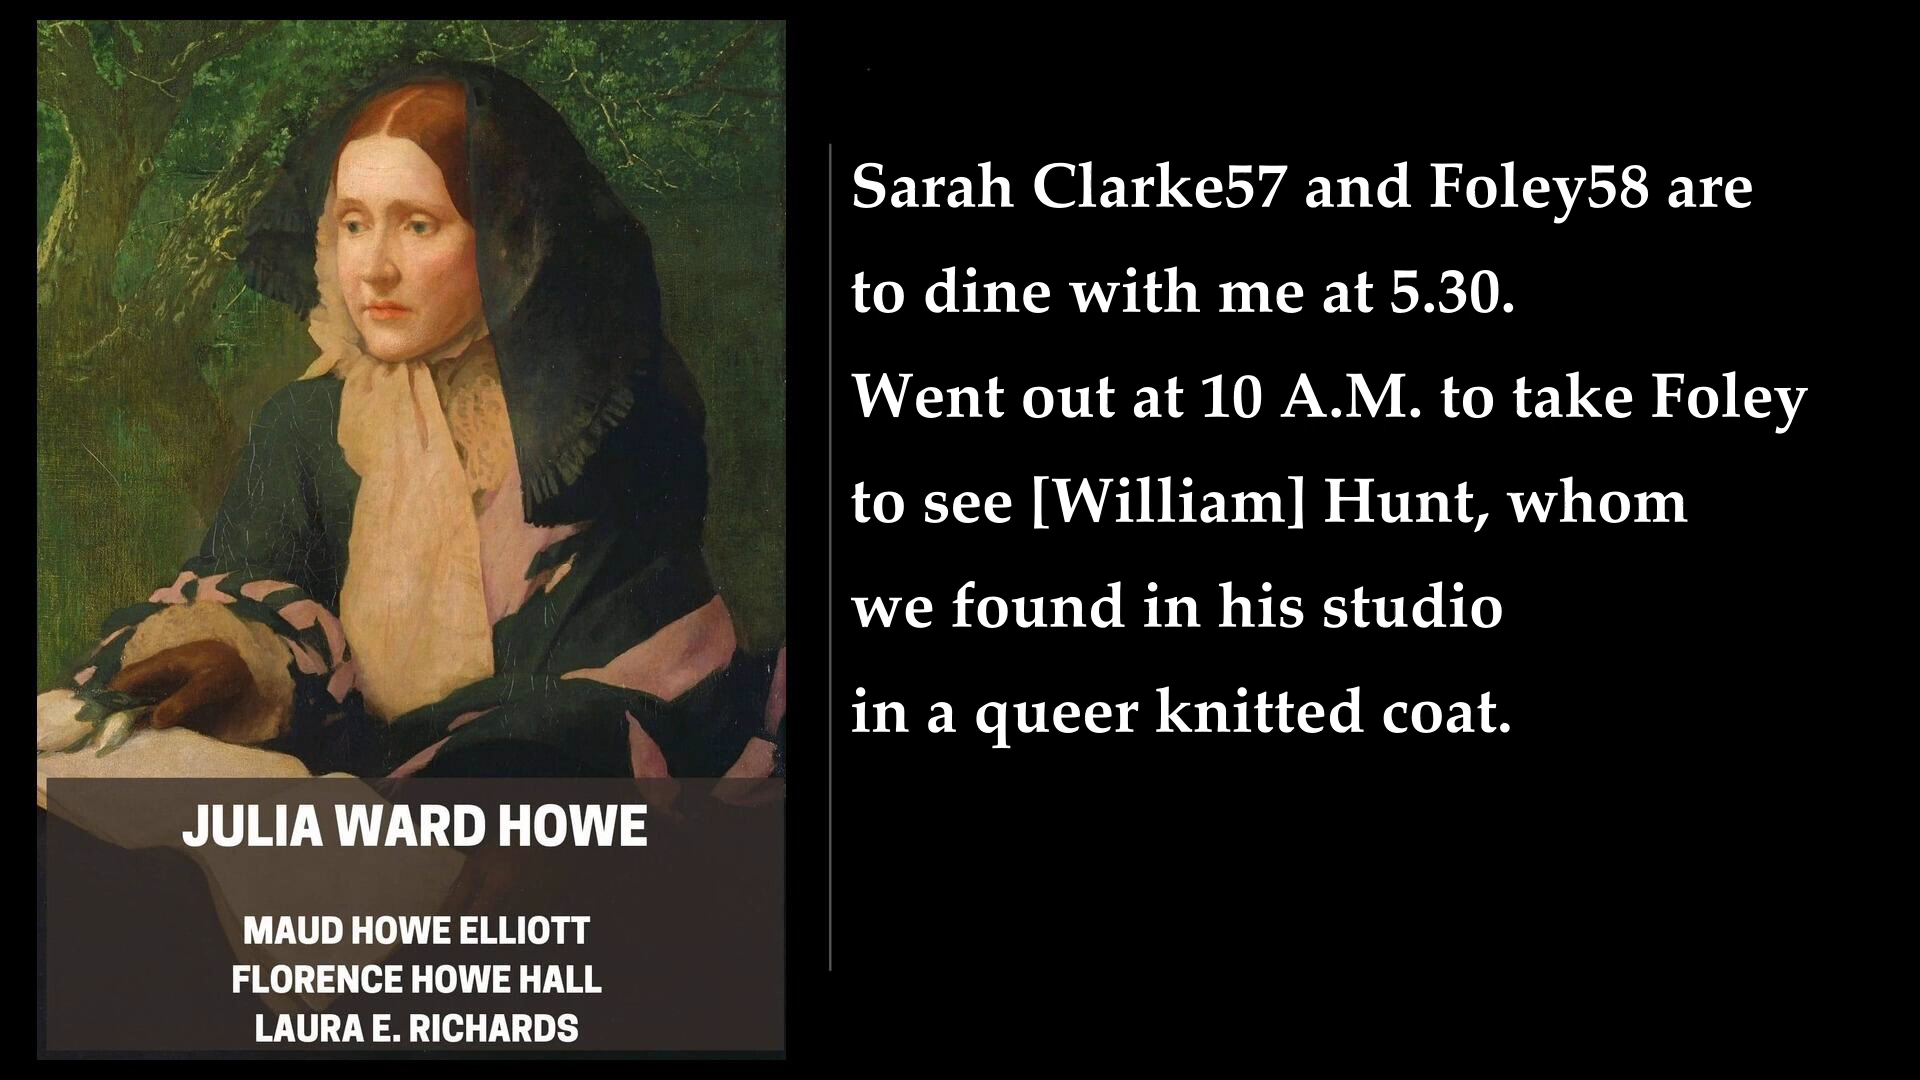 JULIA WARD HOWE
MAUD HOWE ELLIOTT
FLORENCE HOWE HALL
LAURA E. RICHARDS
Sarah Clarke57 and Foley58 are
to dine with me at 5.30.
Went out at 10 A.M. to take Foley
to see [William] Hunt, whom
we found in his studio
in a queer knitted coat.